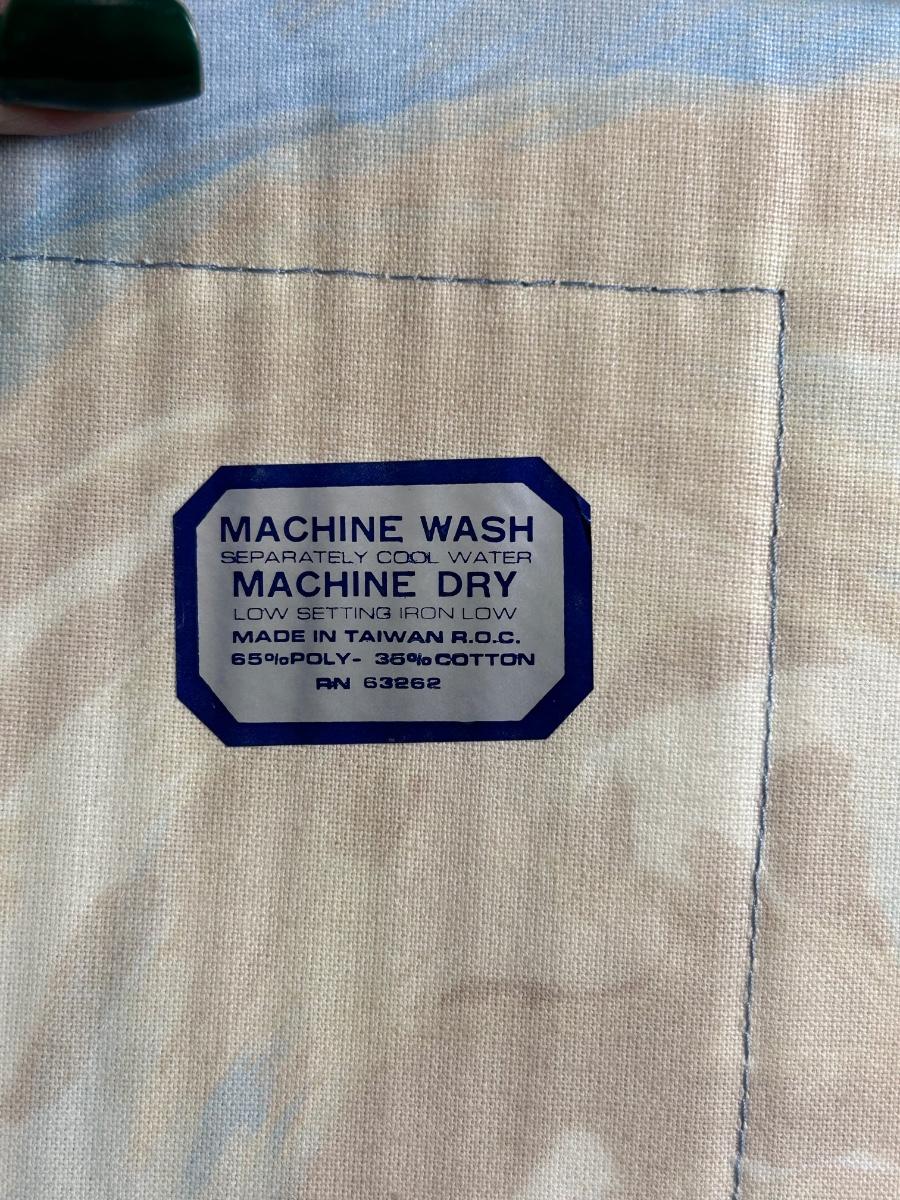 MACHINE WASH
SEPARATELY COOL WATER
MACHINE DRY
LOW SETTING IRON LOW
MADE IN TAIWAN R.O.C.
65%POLY- 35%COTTON
RN 63262